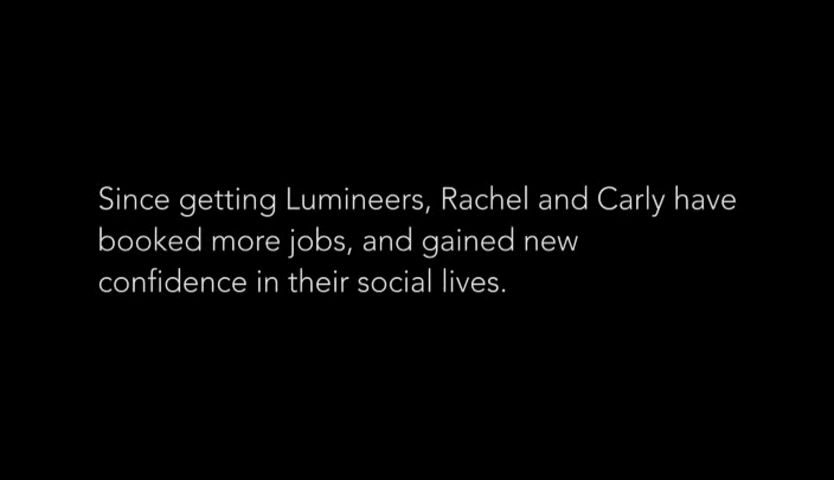 Since getting Lumineers, Rachel and Carly have
booked more jobs, and gained new
confidence in their social lives.